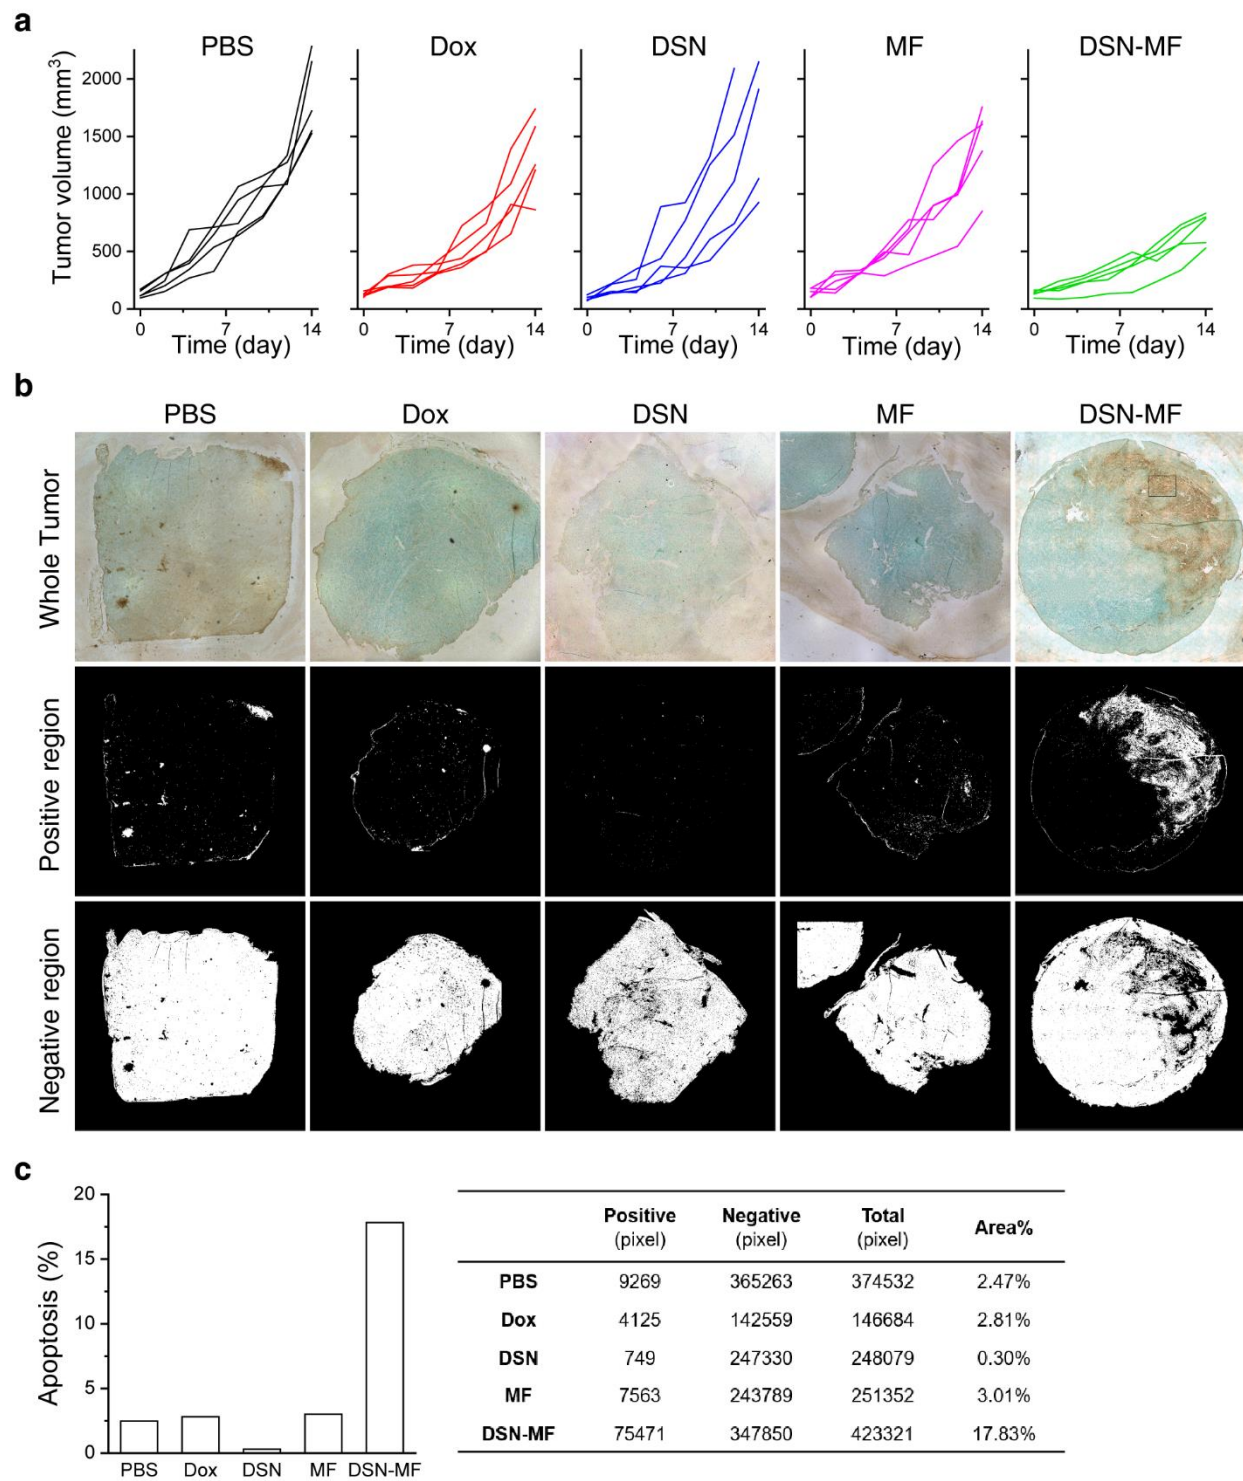 a
PBS Dox DSN MF DSN-MF
Tumor volume (mm³)
2000
1500
1000
500
0
0 7 14 0 7 14 0 7 14 0 7 14 0 7 14
Time (day) Time (day) Time (day) Time (day) Time (day)
b
PBS Dox DSN MF DSN-MF
Whole Tumor
Positive region
Negative region
c
Apoptosis (%)
20
15
10
5
0
PBS Dox DSN MF DSN-MF
Positive Negative Total Area%
(pixel) (pixel) (pixel)
PBS 9269 365263 374532 2.47%
Dox 4125 142559 146684 2.81%
DSN 749 247330 248079 0.30%
MF 7563 243789 251352 3.01%
DSN-MF 75471 347850 423321 17.83%